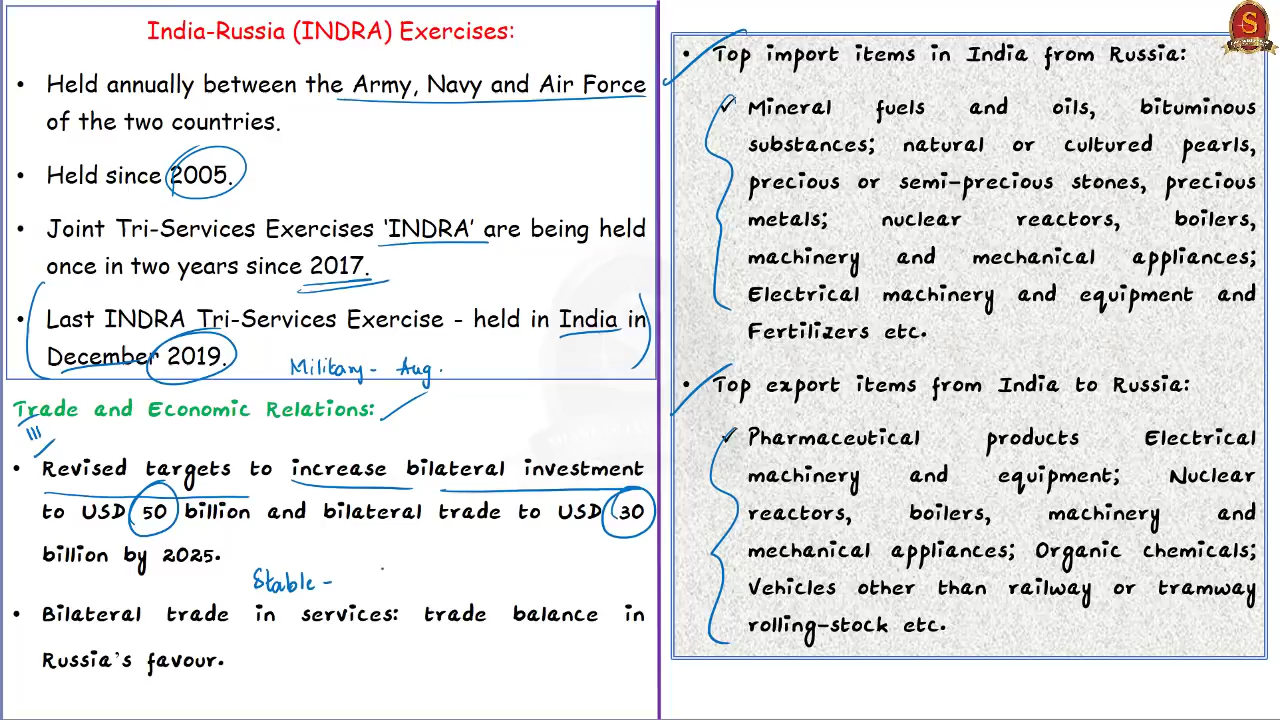 India-Russia (INDRA) Exercises:
• Held annually between the Army, Navy and Air Force
of the two countries.
• Held since 2005.
• Joint Tri-Services Exercises ‘INDRA’ are being held
once in two years since 2017.
• Last INDRA Tri-Services Exercise - held in India in
December 2019.
Military - Aug.
Trade and Economic Relations:
• Revised targets to increase bilateral investment
to USD 50 billion and bilateral trade to USD 30
billion by 2025.
Stable -
• Bilateral trade in services: trade balance in
Russia's favour.
• Top import items in India from Russia:
✓ Mineral fuels and oils, bituminous
substances; natural or cultured pearls,
precious or semi-precious stones, precious
metals; nuclear reactors, boilers,
machinery and mechanical appliances;
Electrical machinery and equipment and
Fertilizers etc.
• Top export items from India to Russia:
✓ Pharmaceutical products Electrical
machinery and equipment; Nuclear
reactors, boilers, machinery and
mechanical appliances; Organic chemicals;
Vehicles other than railway or tramway
rolling-stock etc.
S